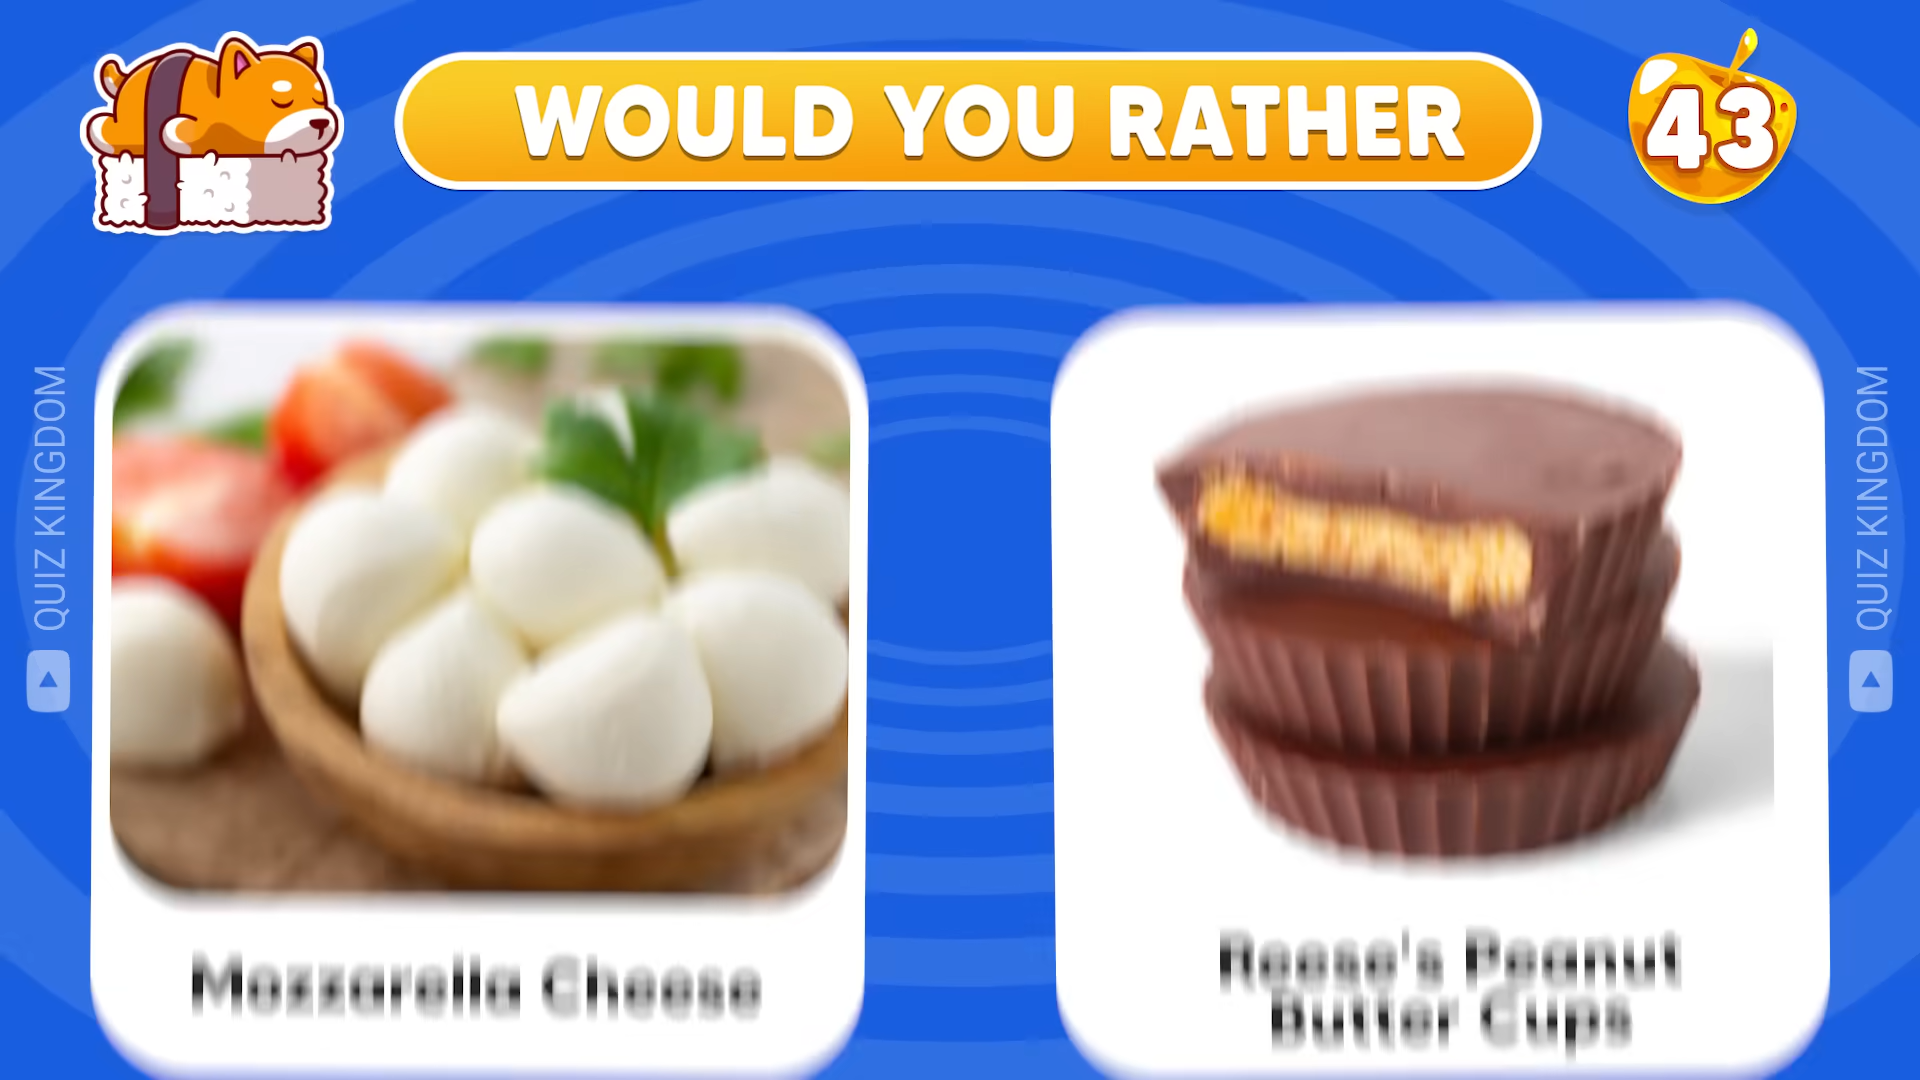 WOULD YOU RATHER
43
QUIZ KINGDOM
QUIZ KINGDOM
Mozzarella Cheese
Reese's Peanut
Butter Cups